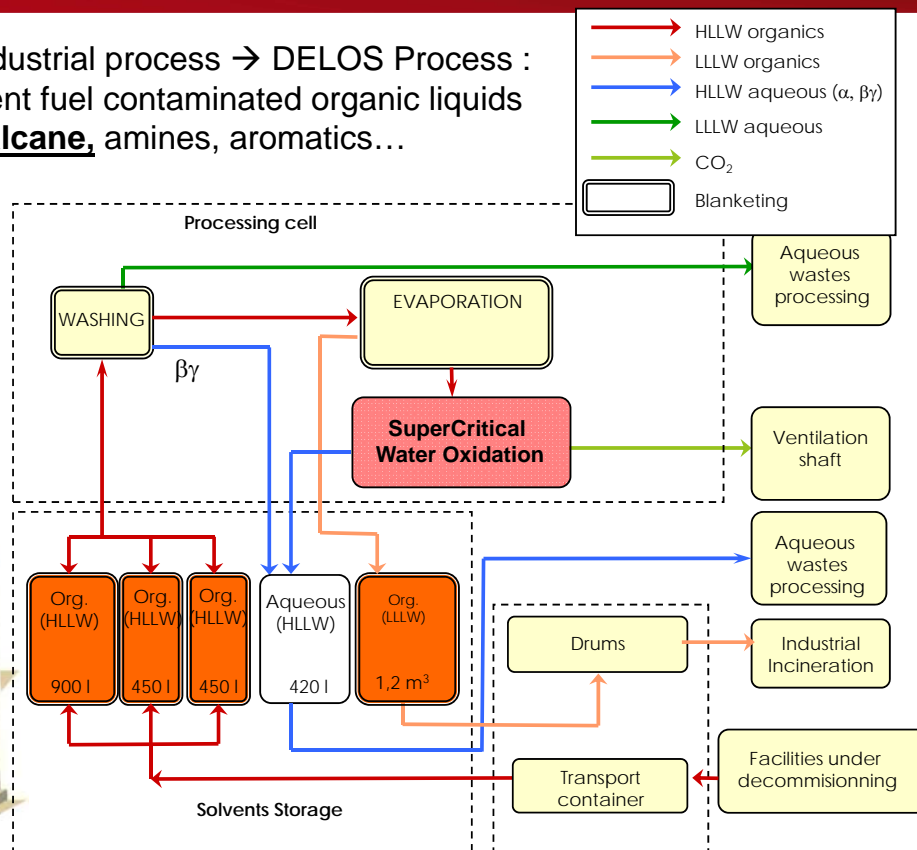 dustrial process → DELOS Process :
ent fuel contaminated organic liquids
lcane, amines, aromatics…
HLLW organics
LLLW organics
HLLW aqueous (α, βγ)
LLLW aqueous
CO₂
Blanketing
Processing cell
WASHING
EVAPORATION
βγ
SuperCritical
Water Oxidation
Aqueous
wastes
processing
Ventilation
shaft
Aqueous
wastes
processing
Industrial
Incineration
Facilities under
decommisionning
Org.
(HLLW)
900 l
Org.
(HLLW)
450 l
Org.
(HLLW)
450 l
Aqueous
(HLLW)
420 l
Org.
(LLLW)
1,2 m³
Drums
Transport
container
Solvents Storage